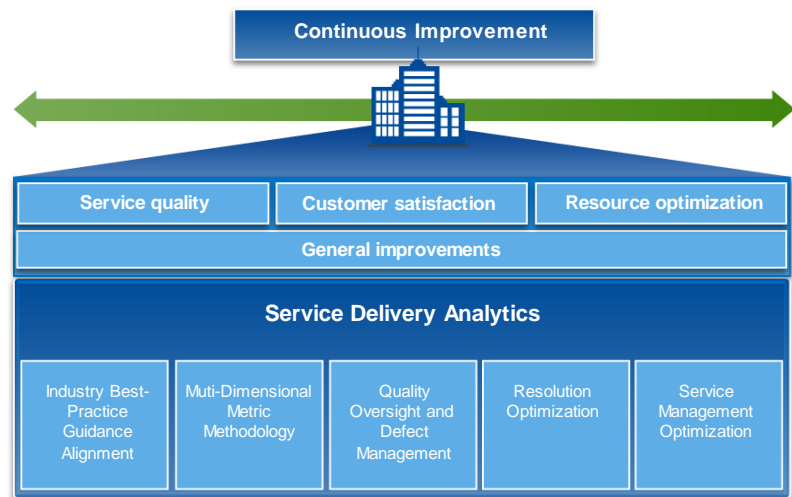 Continuous Improvement
Service quality
Customer satisfaction
Resource optimization
General improvements
Service Delivery Analytics
Industry Best-
Practice
Guidance
Alignment
Muti-Dimensional
Metric
Methodology
Quality
Oversight and
Defect
Management
Resolution
Optimization
Service
Management
Optimization